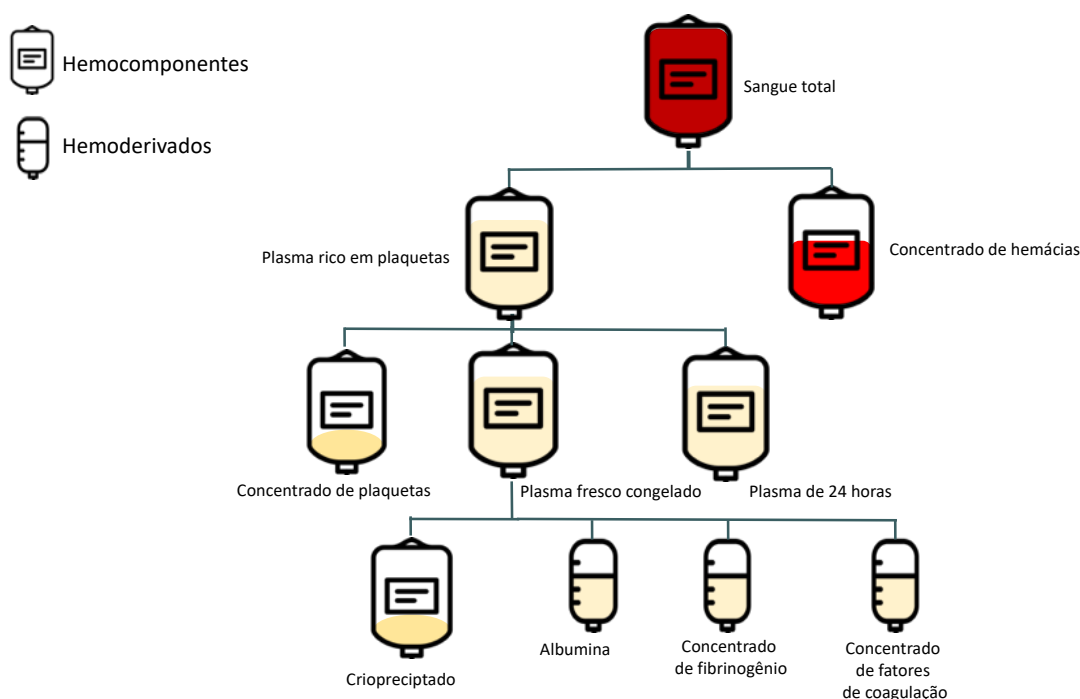 Hemocomponentes
Hemoderivados
Sangue total
Plasma rico em plaquetas
Concentrado de hemácias
Concentrado de plaquetas
Plasma fresco congelado
Plasma de 24 horas
Criopreciptado
Albumina
Concentrado
de fibrinogênio
Concentrado
de fatores
de coagulação